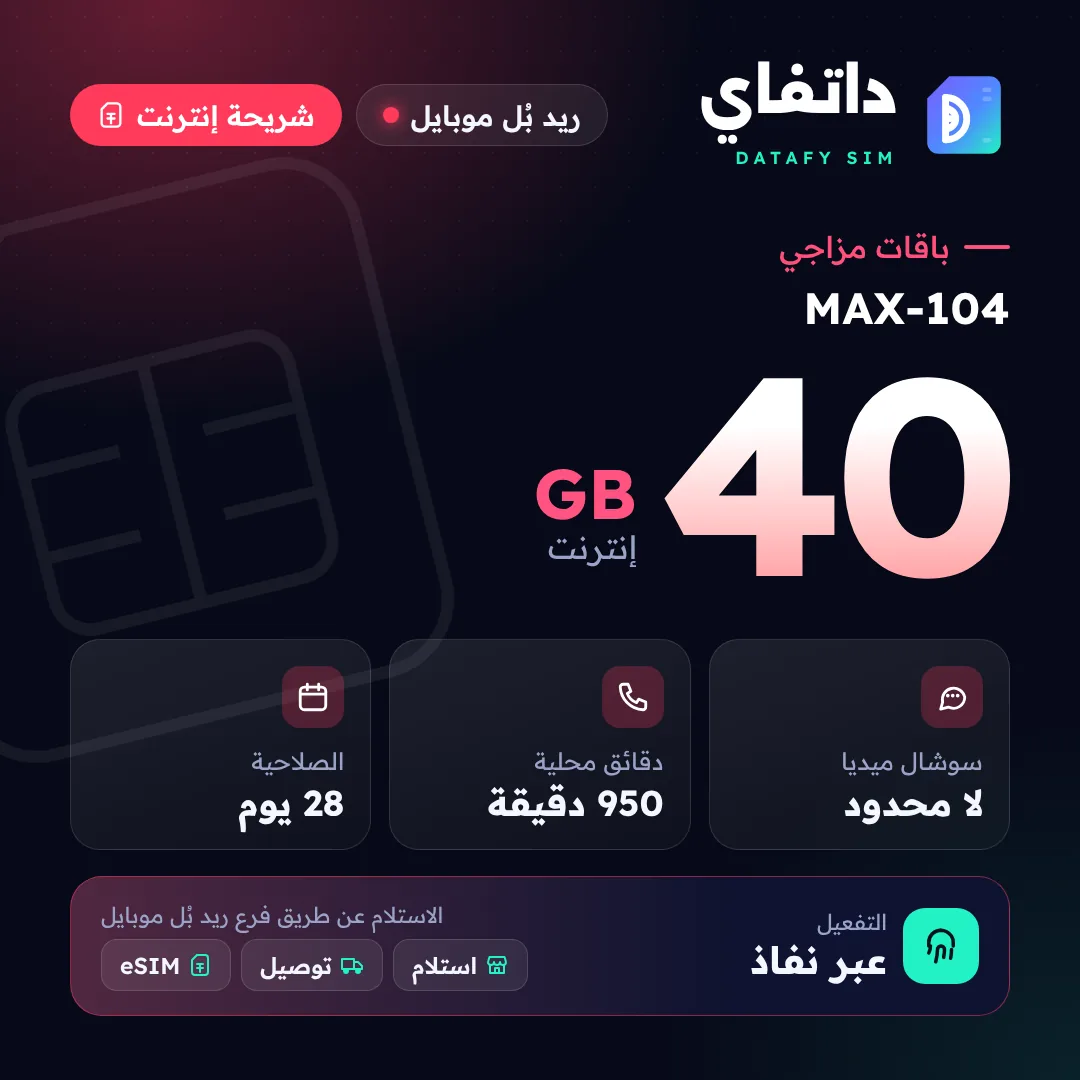 داتفاي
DATAFY SIM
ريد بُل موبايل
شريحة إنترنت
باقات مزاجي
MAX-104
40
GB
إنترنت
سوشال ميديا
لا محدود
دقائق محلية
950 دقيقة
الصلاحية
28 يوم
التفعيل
عبر نفاذ
الاستلام عن طريق فرع ريد بُل موبايل
استلام
توصيل
eSIM